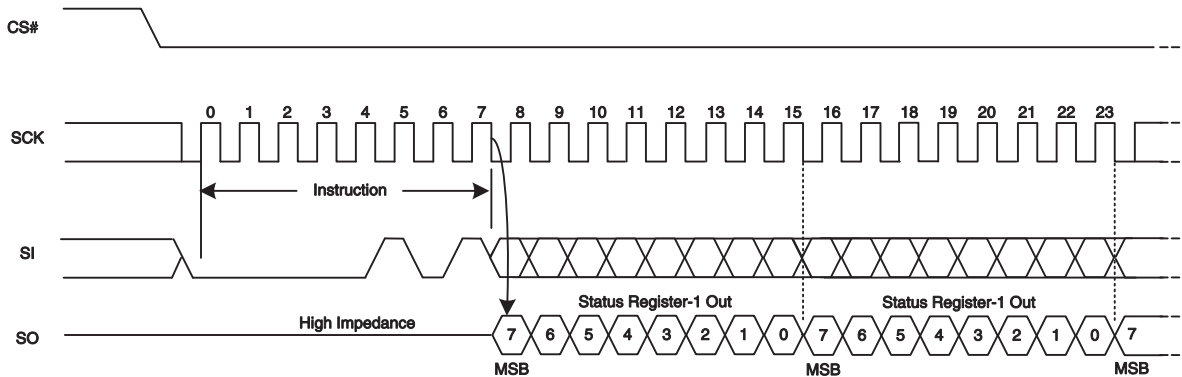 CS#
0 1 2 3 4 5 6 7 8 9 10 11 12 13 14 15 16 17 18 19 20 21 22 23
SCK
Instruction
SI
Status Register-1 Out Status Register-1 Out
High Impedance
SO 7 6 5 4 3 2 1 0 7 6 5 4 3 2 1 0 7
MSB MSB MSB